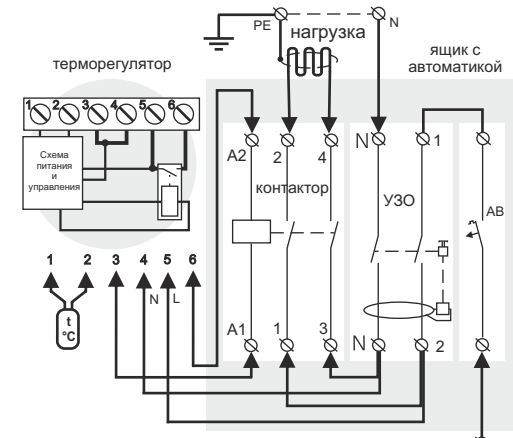 PE
N
нагрузка
ящик с
автоматикой
терморегулятор
1 2 3 4 5 6
Схема
питания
и
управления
A2 2 4 N 1
контактор
УЗО
АВ
1 2 3 4 5 6
N L
t
°C
A1 1 3 N 2